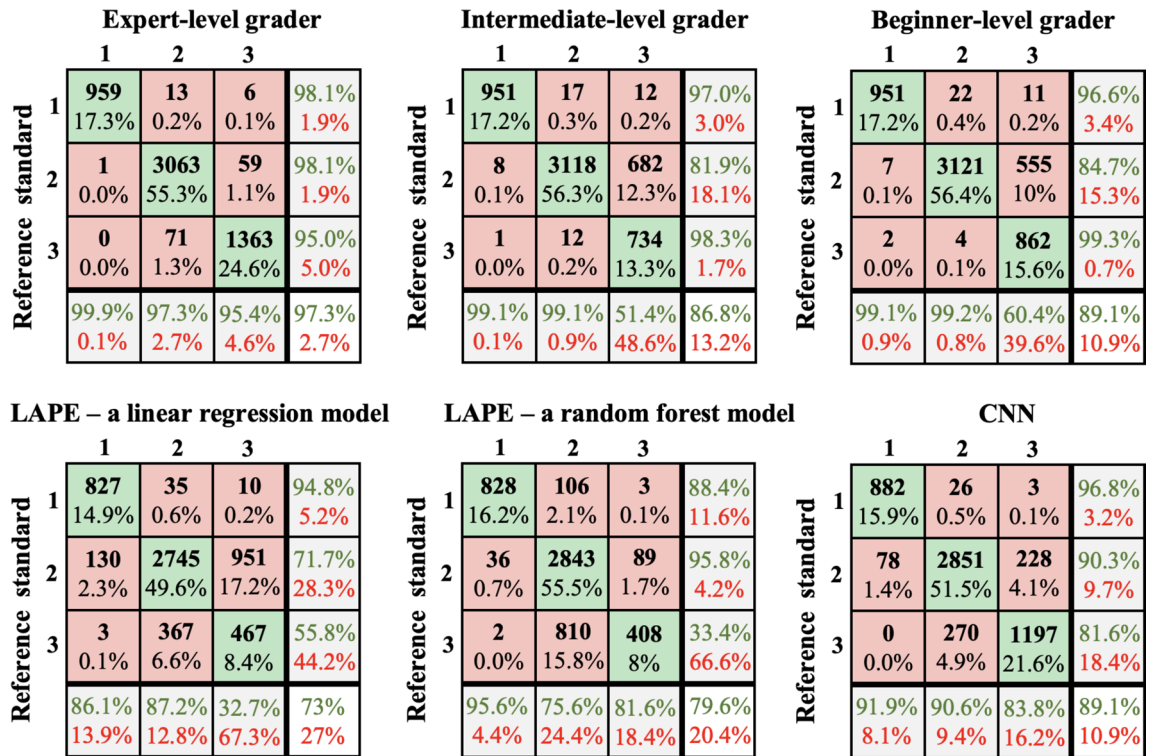 Expert-level grader Intermediate-level grader Beginner-level grader
1 2 3 1 2 3 1 2 3
Reference standard Reference standard Reference standard
1 959 13 6 98.1% 1 951 17 12 97.0% 1 951 22 11 96.6%
17.3% 0.2% 0.1% 1.9% 17.2% 0.3% 0.2% 3.0% 17.2% 0.4% 0.2% 3.4%
2 1 3063 59 98.1% 2 8 3118 682 81.9% 2 7 3121 555 84.7%
0.0% 55.3% 1.1% 1.9% 0.1% 56.3% 12.3% 18.1% 0.1% 56.4% 10% 15.3%
3 0 71 1363 95.0% 3 1 12 734 98.3% 3 2 4 862 99.3%
0.0% 1.3% 24.6% 5.0% 0.0% 0.2% 13.3% 1.7% 0.0% 0.1% 15.6% 0.7%
99.9% 97.3% 95.4% 97.3% 99.1% 99.1% 51.4% 86.8% 99.1% 99.2% 60.4% 89.1%
0.1% 2.7% 4.6% 2.7% 0.1% 0.9% 48.6% 13.2% 0.9% 0.8% 39.6% 10.9%
LAPE – a linear regression model LAPE – a random forest model CNN
1 2 3 1 2 3 1 2 3
Reference standard Reference standard Reference standard
1 827 35 10 94.8% 1 828 106 3 88.4% 1 882 26 3 96.8%
14.9% 0.6% 0.2% 5.2% 16.2% 2.1% 0.1% 11.6% 15.9% 0.5% 0.1% 3.2%
2 130 2745 951 71.7% 2 36 2843 89 95.8% 2 78 2851 228 90.3%
2.3% 49.6% 17.2% 28.3% 0.7% 55.5% 1.7% 4.2% 1.4% 51.5% 4.1% 9.7%
3 3 367 467 55.8% 3 2 810 408 33.4% 3 0 270 1197 81.6%
0.1% 6.6% 8.4% 44.2% 0.0% 15.8% 8% 66.6% 0.0% 4.9% 21.6% 18.4%
86.1% 87.2% 32.7% 73% 95.6% 75.6% 81.6% 79.6% 91.9% 90.6% 83.8% 89.1%
13.9% 12.8% 67.3% 27% 4.4% 24.4% 18.4% 20.4% 8.1% 9.4% 16.2% 10.9%